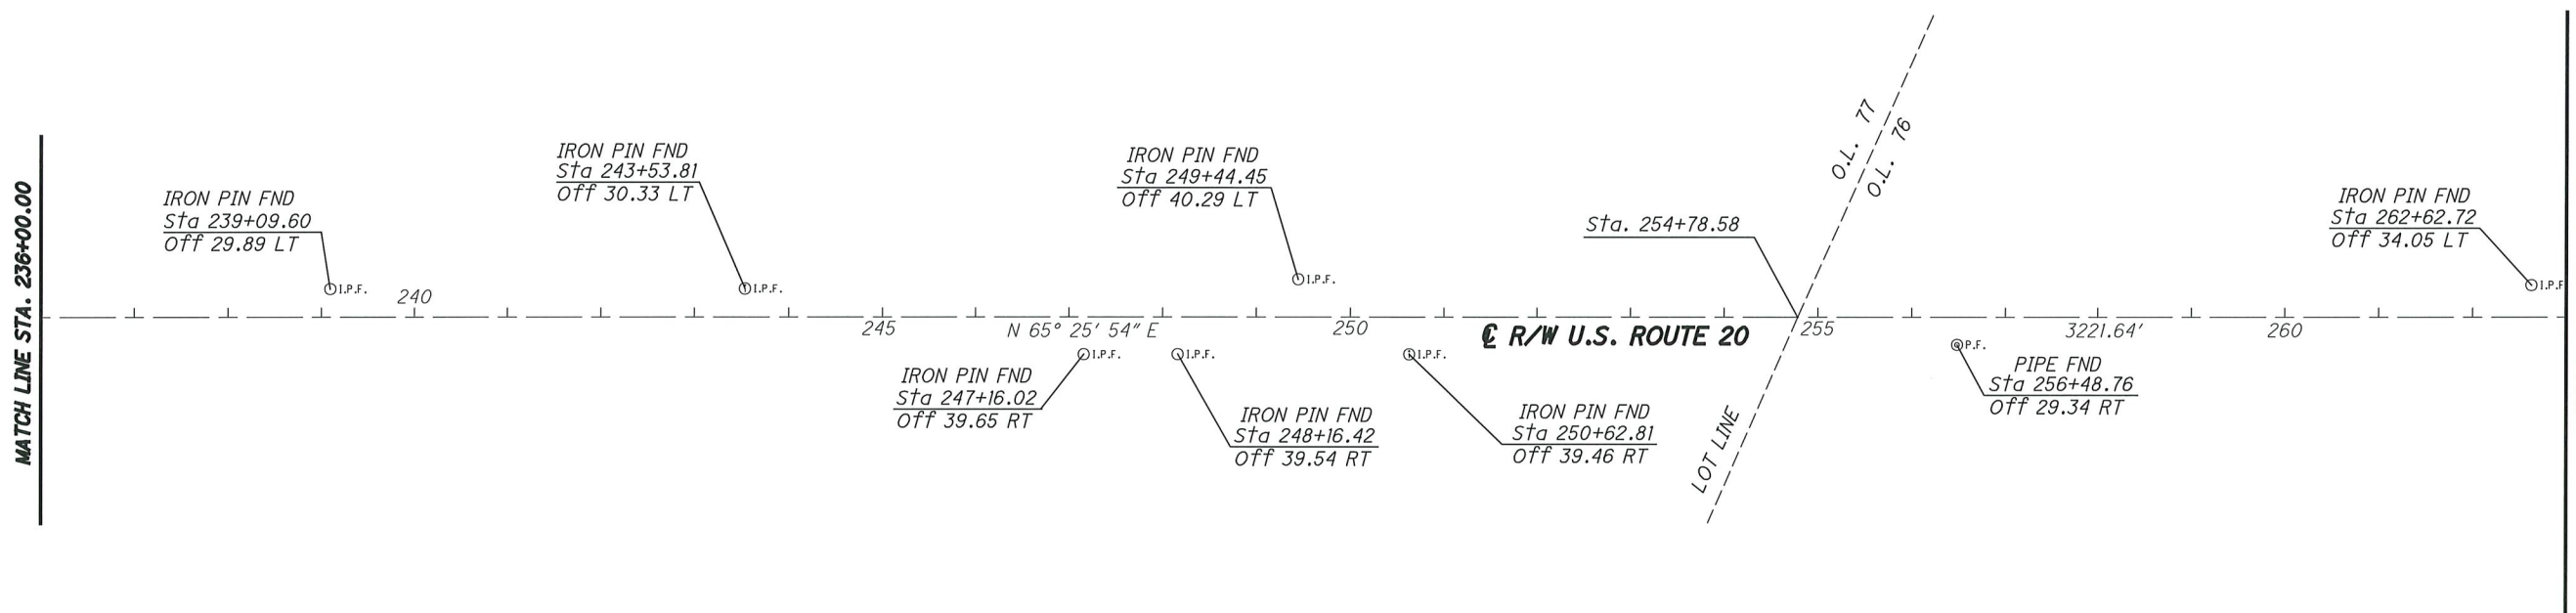 MATCH LINE STA. 236+00.00
IRON PIN FND
Sta 239+09.60
Off 29.89 LT
I.P.F.
240
IRON PIN FND
Sta 243+53.81
Off 30.33 LT
I.P.F.
245
N 65° 25' 54" E
IRON PIN FND
Sta 247+16.02
Off 39.65 RT
I.P.F.
I.P.F.
IRON PIN FND
Sta 248+16.42
Off 39.54 RT
IRON PIN FND
Sta 249+44.45
Off 40.29 LT
I.P.F.
250
I.P.F.
IRON PIN FND
Sta 250+62.81
Off 39.46 RT
℄ R/W U.S. ROUTE 20
Sta. 254+78.58
O.L. 77
O.L. 76
LOT LINE
255
P.F.
PIPE FND
Sta 256+48.76
Off 29.34 RT
3221.64'
260
IRON PIN FND
Sta 262+62.72
Off 34.05 LT
I.P.F